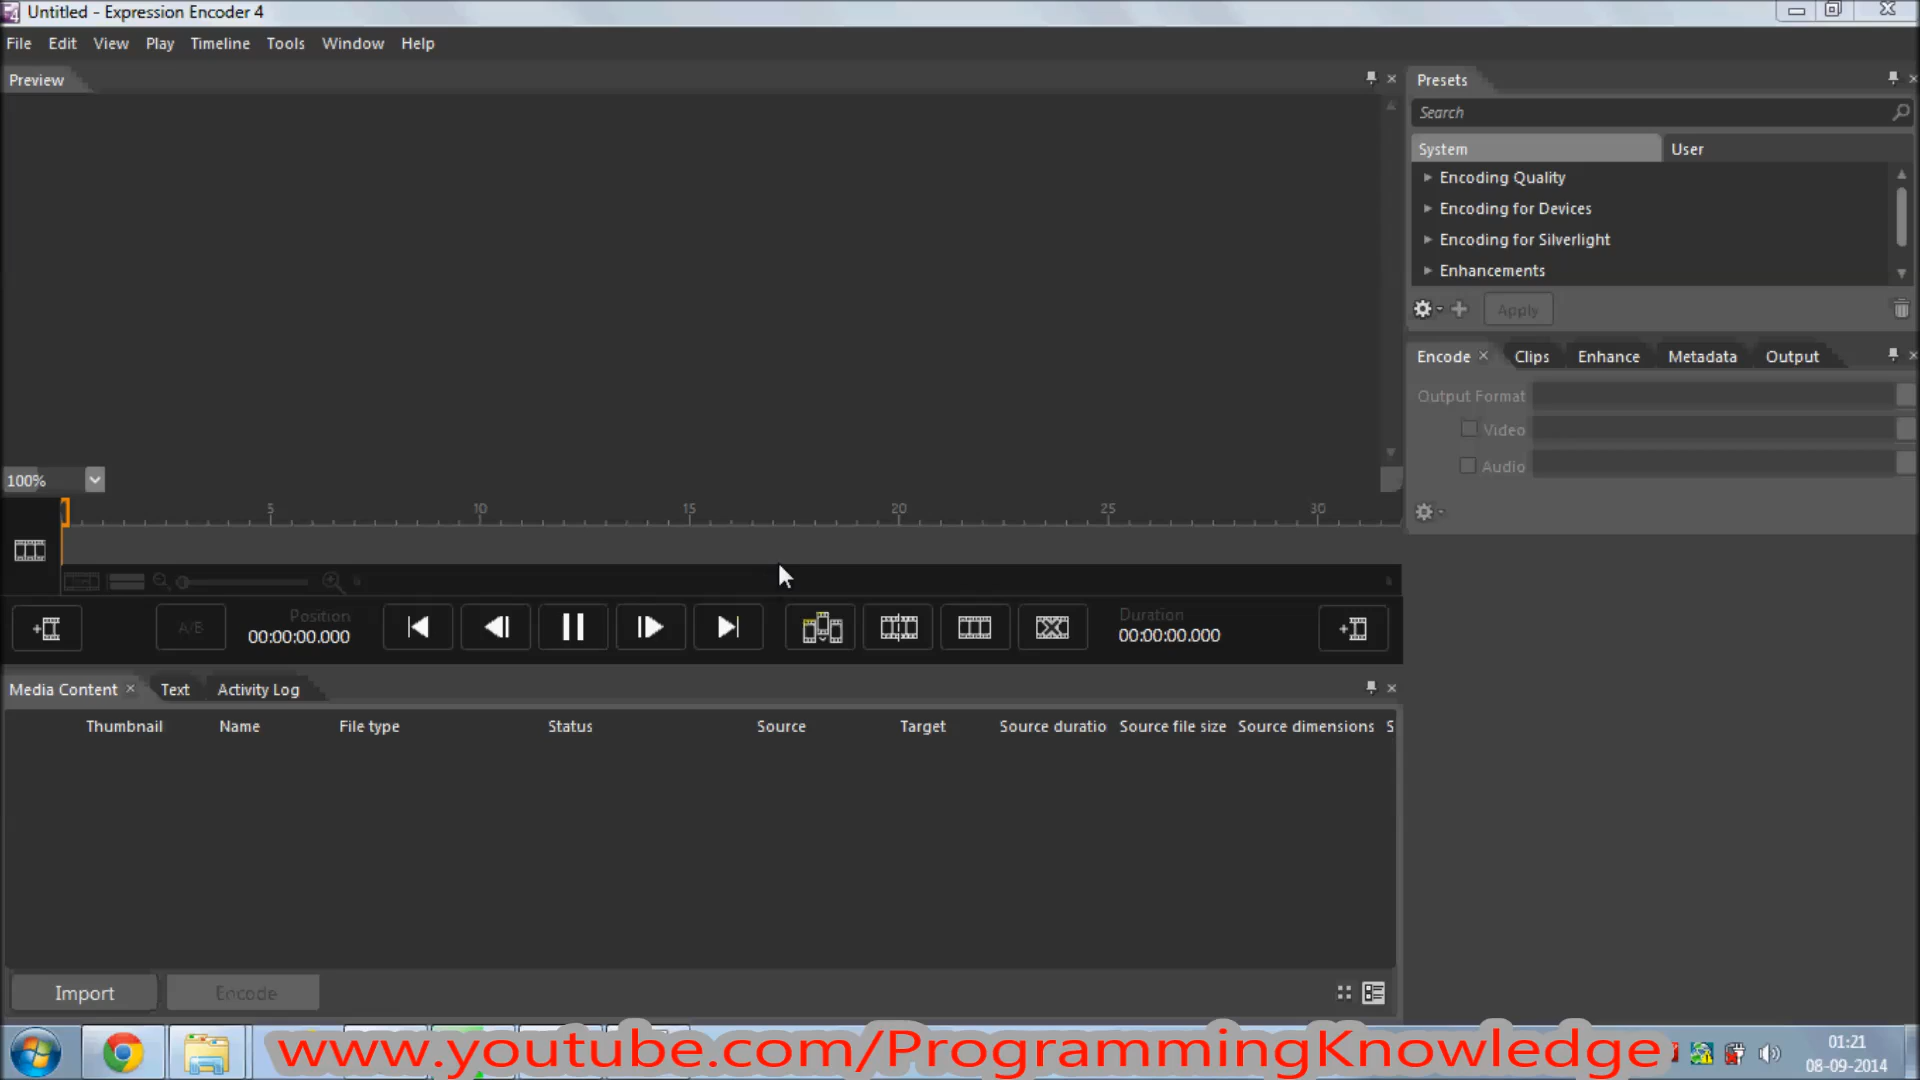 Untitled - Expression Encoder 4
File Edit View Play Timeline Tools Window Help
Preview
Presets
Search
System User
Encoding Quality
Encoding for Devices
Encoding for Silverlight
Enhancements
Apply
Encode Clips Enhance Metadata Output
Output Format
Video
Audio
100%
5 10 15 20 25 30
A/B
Position
00:00:00.000
Duration
00:00:00.000
Media Content Text Activity Log
Thumbnail Name File type Status Source Target Source duratio Source file size Source dimensions S
Import Encode
www.youtube.com/ProgrammingKnowledge
01:21
08-09-2014